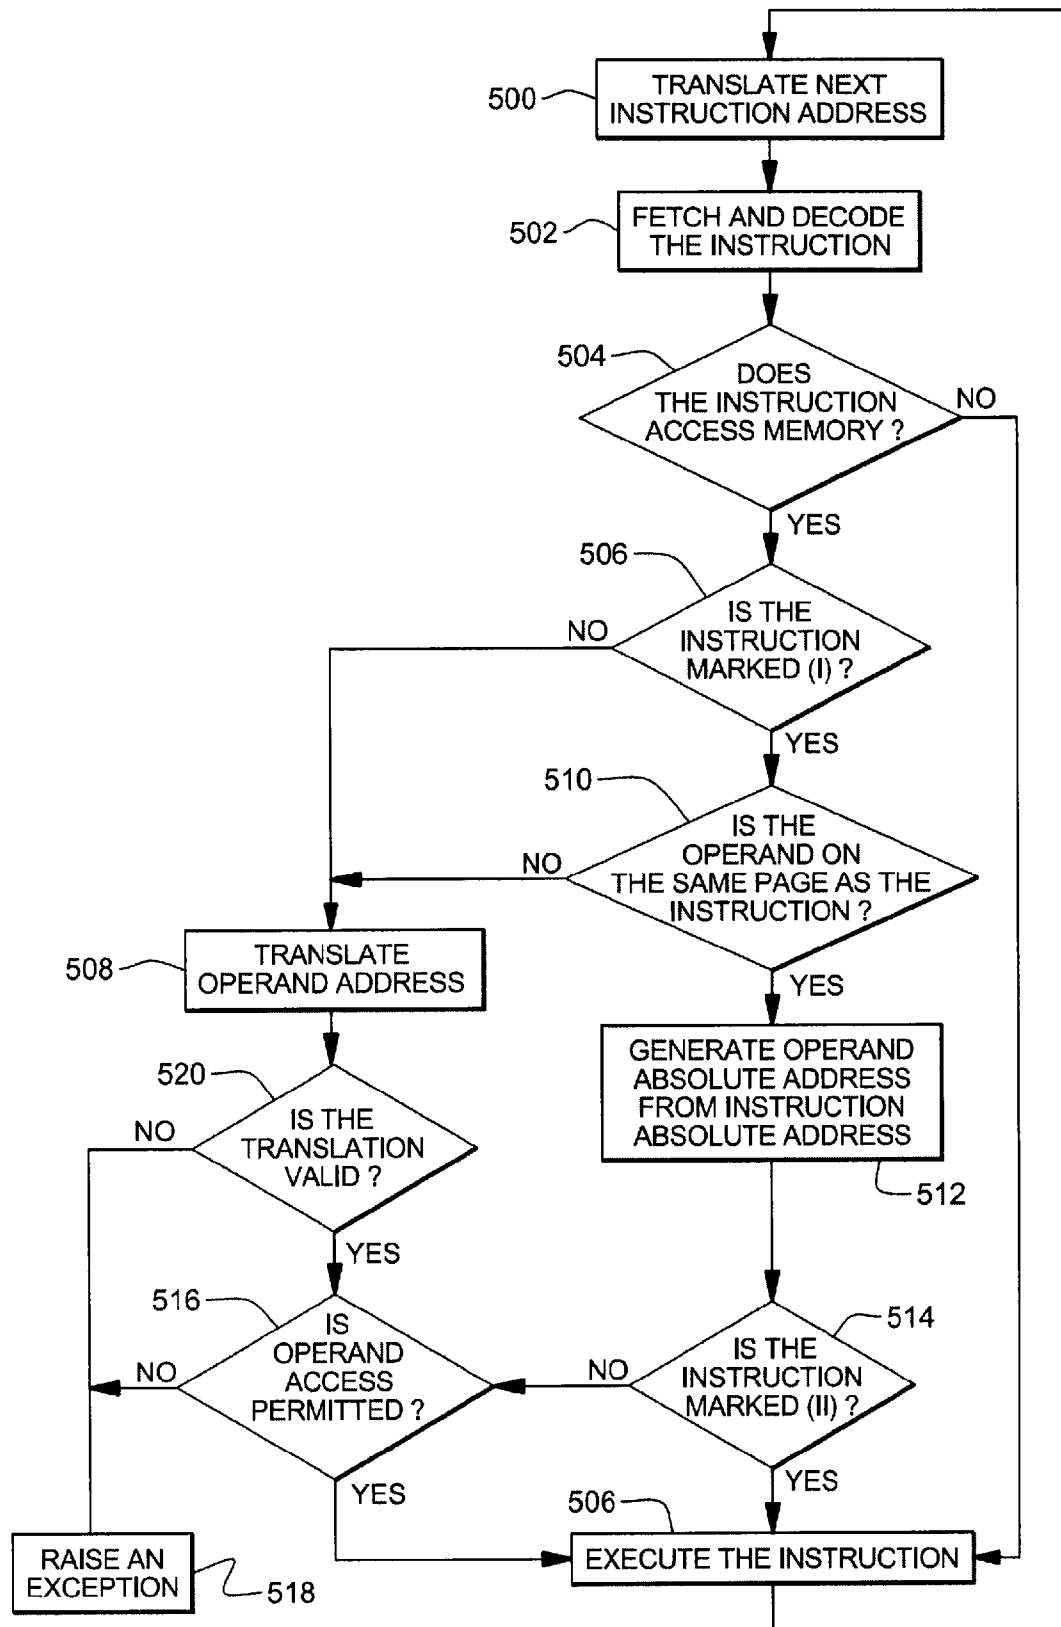 500
TRANSLATE NEXT
INSTRUCTION ADDRESS
502
FETCH AND DECODE
THE INSTRUCTION
504
DOES
THE INSTRUCTION
ACCESS MEMORY ?
NO
YES
506
IS THE
INSTRUCTION
MARKED (I) ?
NO
YES
510
IS THE
OPERAND ON
THE SAME PAGE AS THE
INSTRUCTION ?
NO
YES
508
TRANSLATE
OPERAND ADDRESS
GENERATE OPERAND
ABSOLUTE ADDRESS
FROM INSTRUCTION
ABSOLUTE ADDRESS
512
520
IS THE
TRANSLATION
VALID ?
NO
YES
516
IS
OPERAND
ACCESS
PERMITTED ?
NO
YES
514
IS THE
INSTRUCTION
MARKED (II) ?
NO
YES
506
EXECUTE THE INSTRUCTION
RAISE AN
EXCEPTION
518